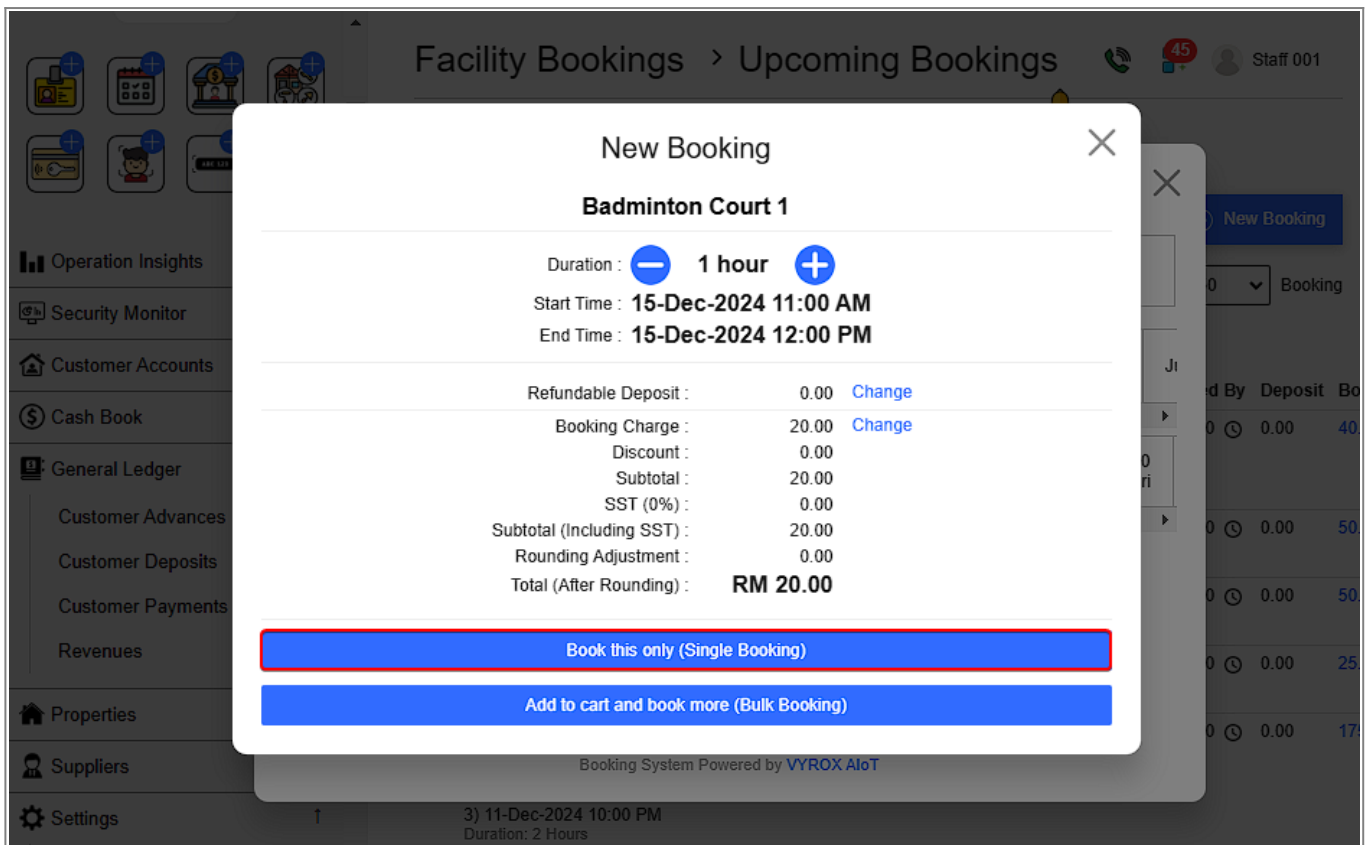 Facility Bookings > Upcoming Bookings
45
Staff 001
New Booking
Badminton Court 1
Duration : 1 hour
Start Time : 15-Dec-2024 11:00 AM
End Time : 15-Dec-2024 12:00 PM
Refundable Deposit : 0.00 Change
Booking Charge : 20.00 Change
Discount : 0.00
Subtotal : 20.00
SST (0%) : 0.00
Subtotal (Including SST) : 20.00
Rounding Adjustment : 0.00
Total (After Rounding) : RM 20.00
Book this only (Single Booking)
Add to cart and book more (Bulk Booking)
Booking System Powered by VYROX AIoT
3) 11-Dec-2024 10:00 PM
Duration: 2 Hours
Operation Insights
Security Monitor
Customer Accounts
Cash Book
General Ledger
Customer Advances
Customer Deposits
Customer Payments
Revenues
Properties
Suppliers
Settings
New Booking
Booking
By Deposit
0.00
0.00
0.00
0.00
0.00